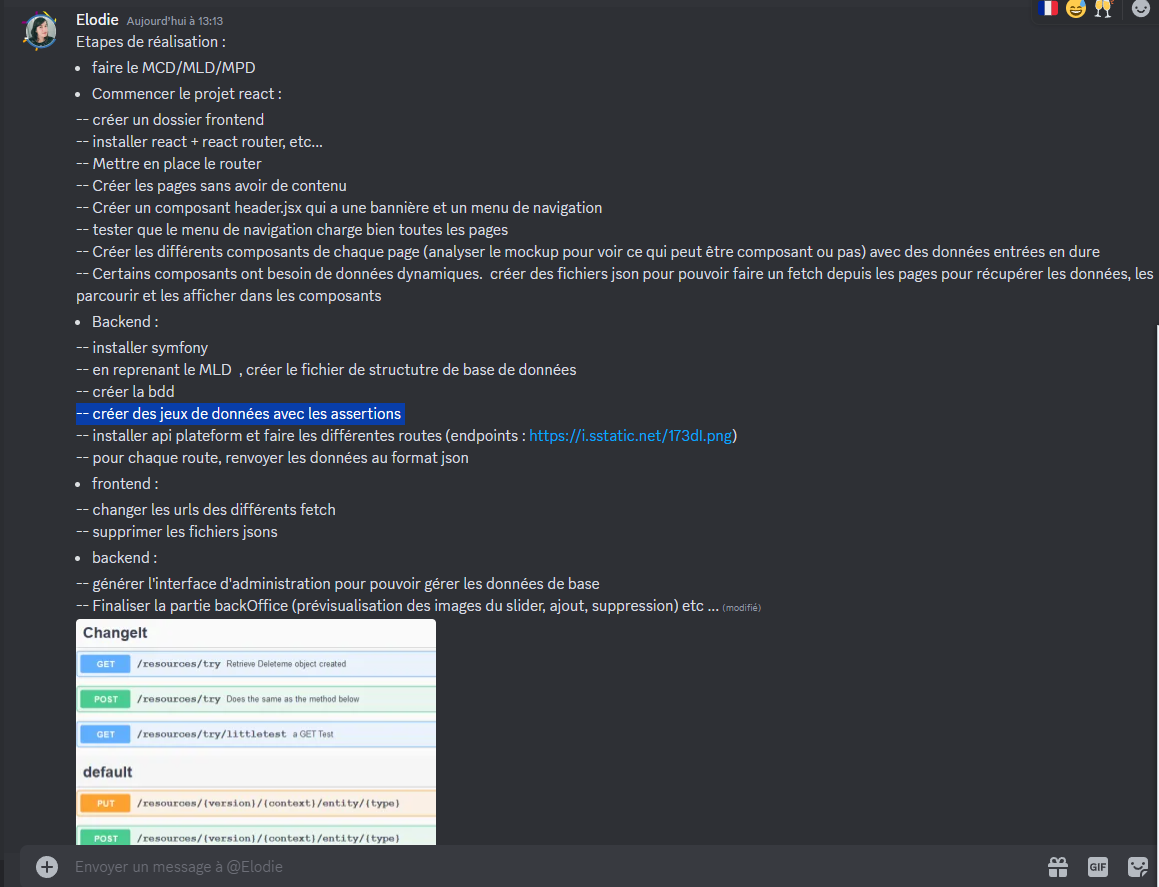 Elodie Aujourd'hui à 13:13
Etapes de réalisation :
• faire le MCD/MLD/MPD
• Commencer le projet react :
-- créer un dossier frontend
-- installer react + react router, etc...
-- Mettre en place le router
-- Créer les pages sans avoir de contenu
-- Créer un composant header.jsx qui a une bannière et un menu de navigation
-- tester que le menu de navigation charge bien toutes les pages
-- Créer les différents composants de chaque page (analyser le mockup pour voir ce qui peut être composant ou pas) avec des données entrées en dure
-- Certains composants ont besoin de données dynamiques.  créer des fichiers json pour pouvoir faire un fetch depuis les pages pour récupérer les données, les
parcourir et les afficher dans les composants
• Backend :
-- installer symfony
-- en reprenant le MLD  , créer le fichier de structutre de base de données
-- créer la bdd
-- créer des jeux de données avec les assertions
-- installer api plateform et faire les différentes routes (endpoints : https://i.sstatic.net/173dI.png)
-- pour chaque route, renvoyer les données au format json
• frontend :
-- changer les urls des différents fetch
-- supprimer les fichiers jsons
• backend :
-- générer l'interface d'administration pour pouvoir gérer les données de base
-- Finaliser la partie backOffice (prévisualisation des images du slider, ajout, suppression) etc ... (modifié)
ChangeIt
GET /resources/try Retrieve Deleteme object created
POST /resources/try Does the same as the method below
GET /resources/try/littletest a GET Test
default
PUT /resources/{version}/{context}/entity/{type}
POST /resources/{version}/{context}/entity/{type}
Envoyer un message à @Elodie
GIF